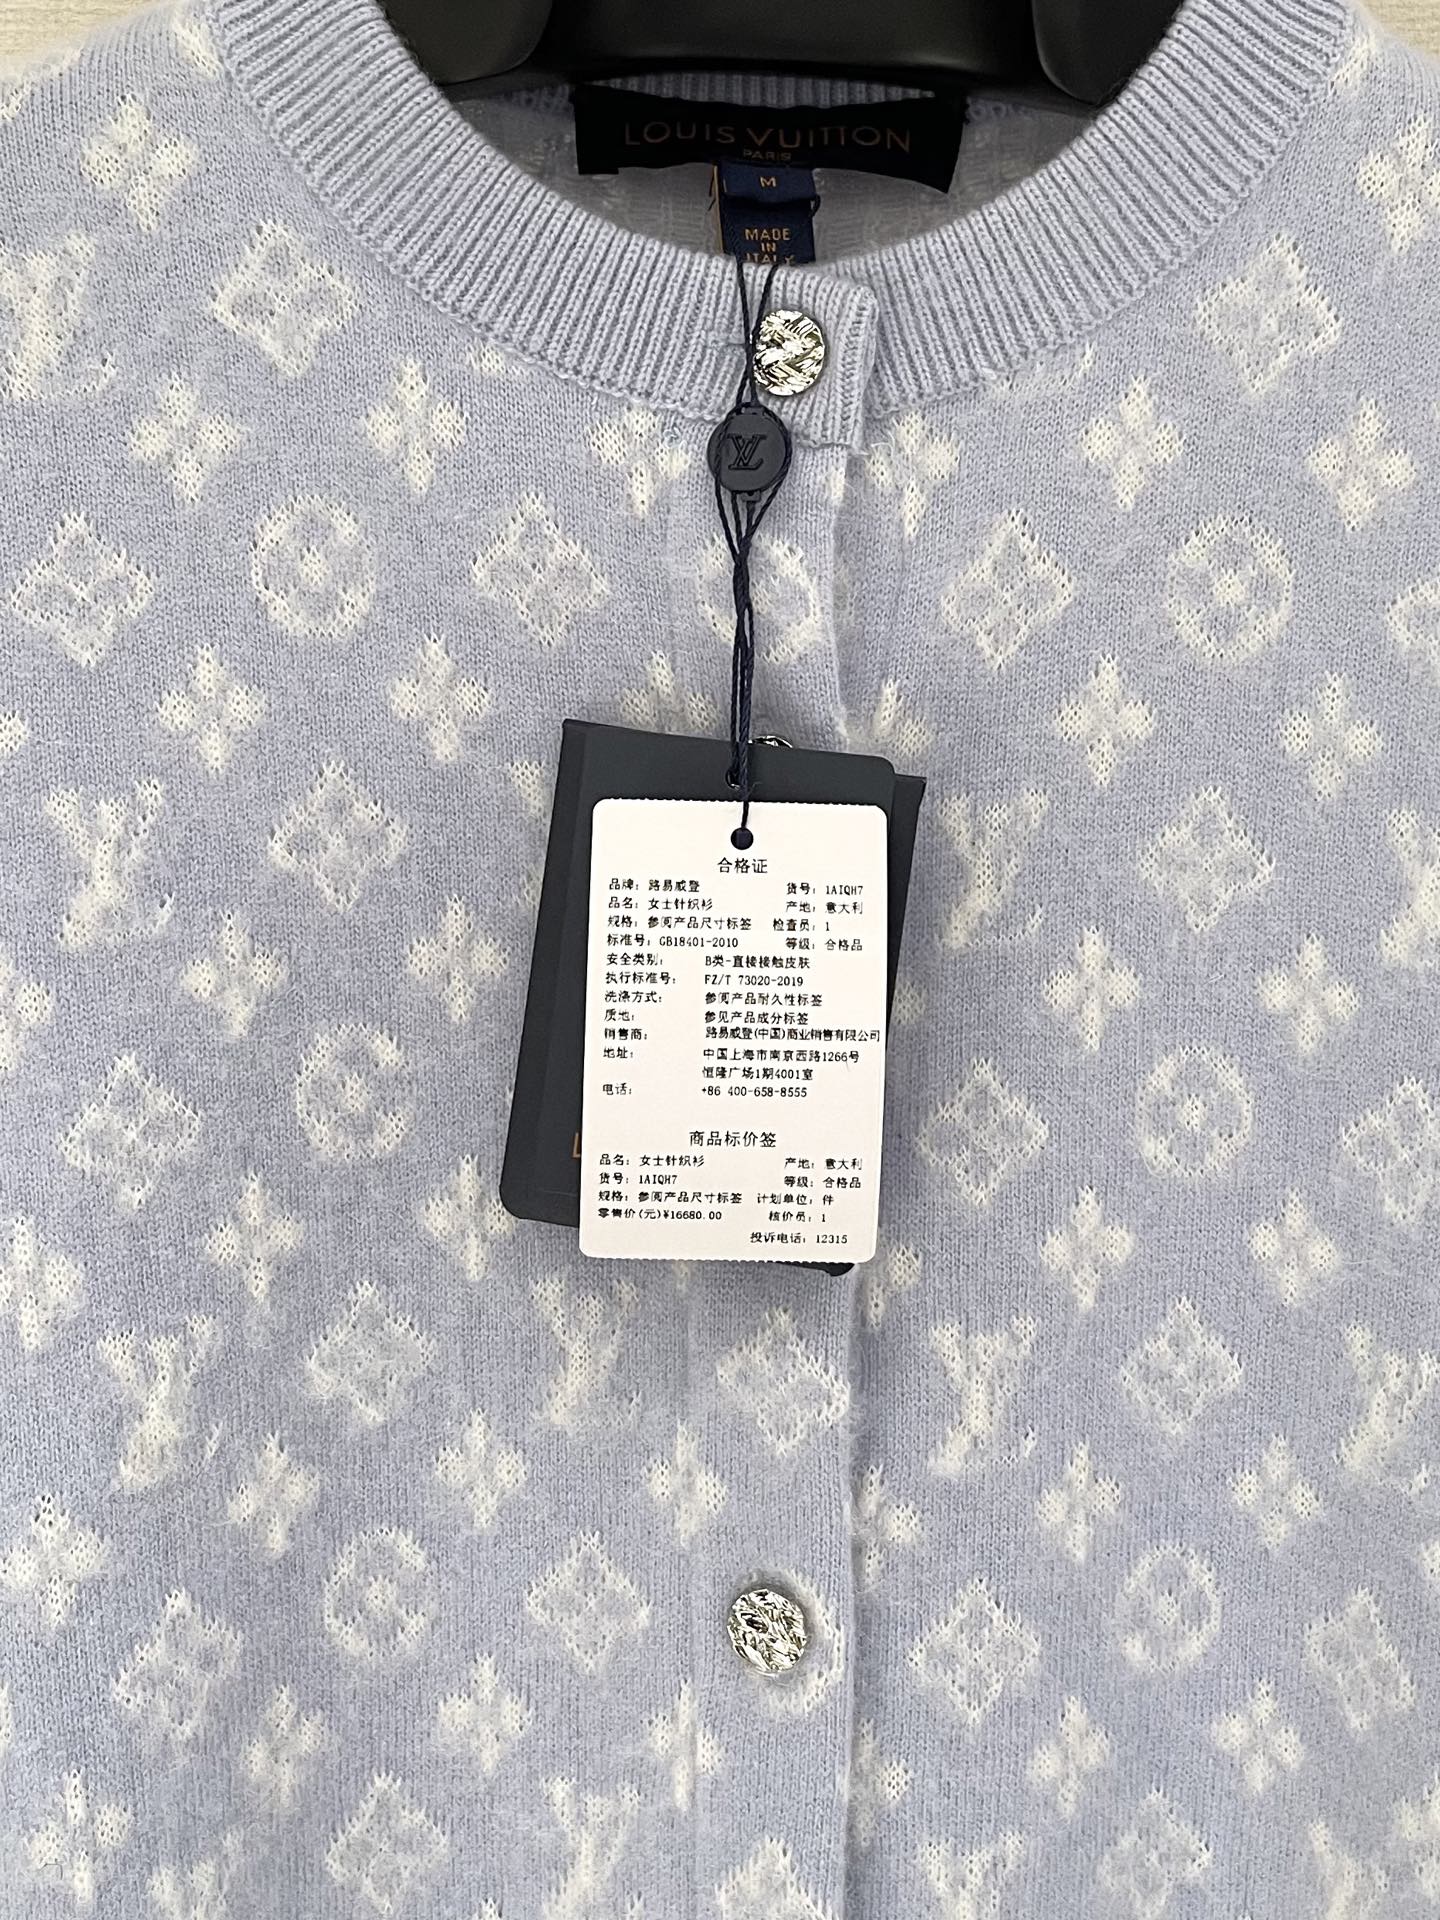 LOUIS VUITTON
PARIS
M
MADE
IN
ITALY
合格证
品牌: 路易威登 货号: 1AIQH7
品名: 女士针织衫 产地: 意大利
规格: 参阅产品尺寸标签 检查员: 1
标准号: GB18401-2010 等级: 合格品
安全类别: B类-直接接触皮肤
执行标准号: FZ/T 73020-2019
洗涤方式: 参阅产品耐久性标签
质地: 参见产品成分标签
销售商: 路易威登(中国)商业销售有限公司
地址: 中国上海市南京西路1266号
恒隆广场1期4001室
电话: +86 400-658-8555
商品标价签
品名: 女士针织衫 产地: 意大利
货号: 1AIQH7 等级: 合格品
规格: 参阅产品尺寸标签 计划单位: 件
零售价(元)¥16680.00 核价员: 1
投诉电话: 12315